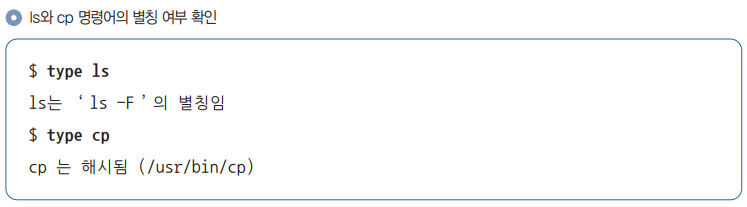 ls와 cp 명령어의 별칭 여부 확인
$ type ls
ls는 ‘ ls -F ’ 의 별칭임
$ type cp
cp 는 해시됨 (/usr/bin/cp)